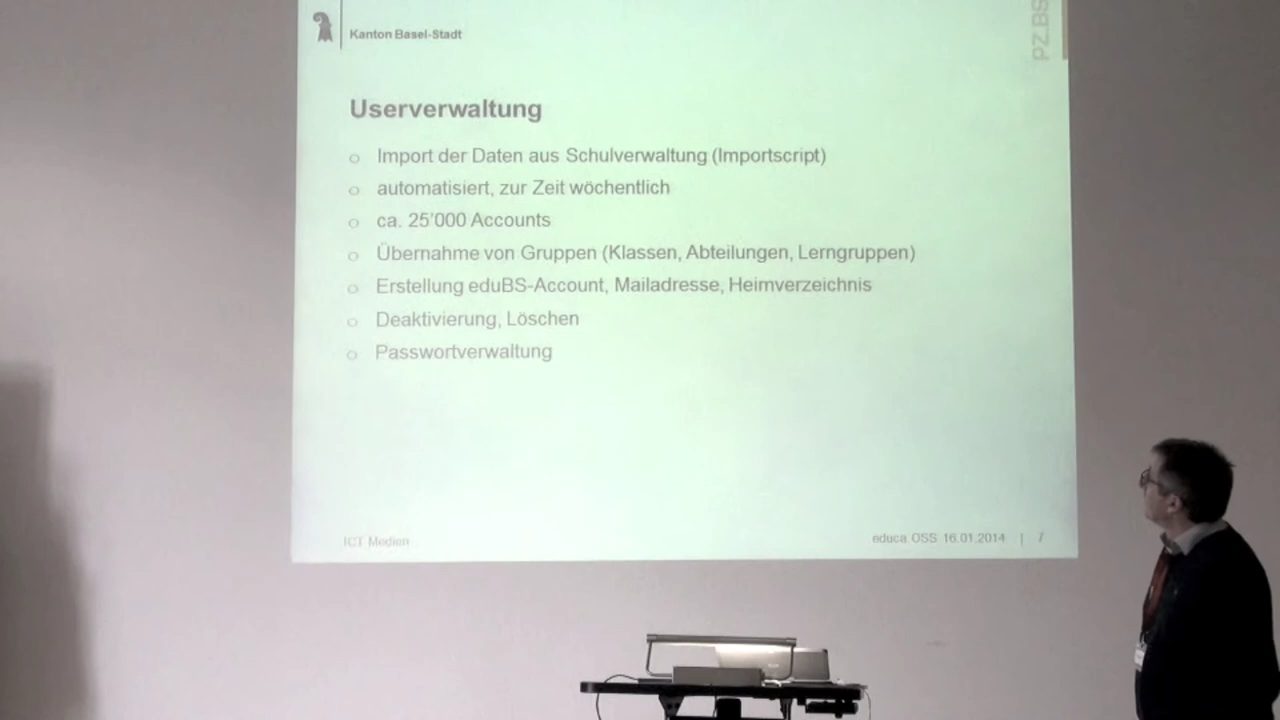 Kanton Basel-Stadt
PZ.BS
Userverwaltung
o Import der Daten aus Schulverwaltung (Importscript)
o automatisiert, zur Zeit wöchentlich
o ca. 25'000 Accounts
o Übernahme von Gruppen (Klassen, Abteilungen, Lerngruppen)
o Erstellung eduBS-Account, Mailadresse, Heimverzeichnis
o Deaktivierung, Löschen
o Passwortverwaltung
ICT Medien
educa OSS 16.01.2014 | 7